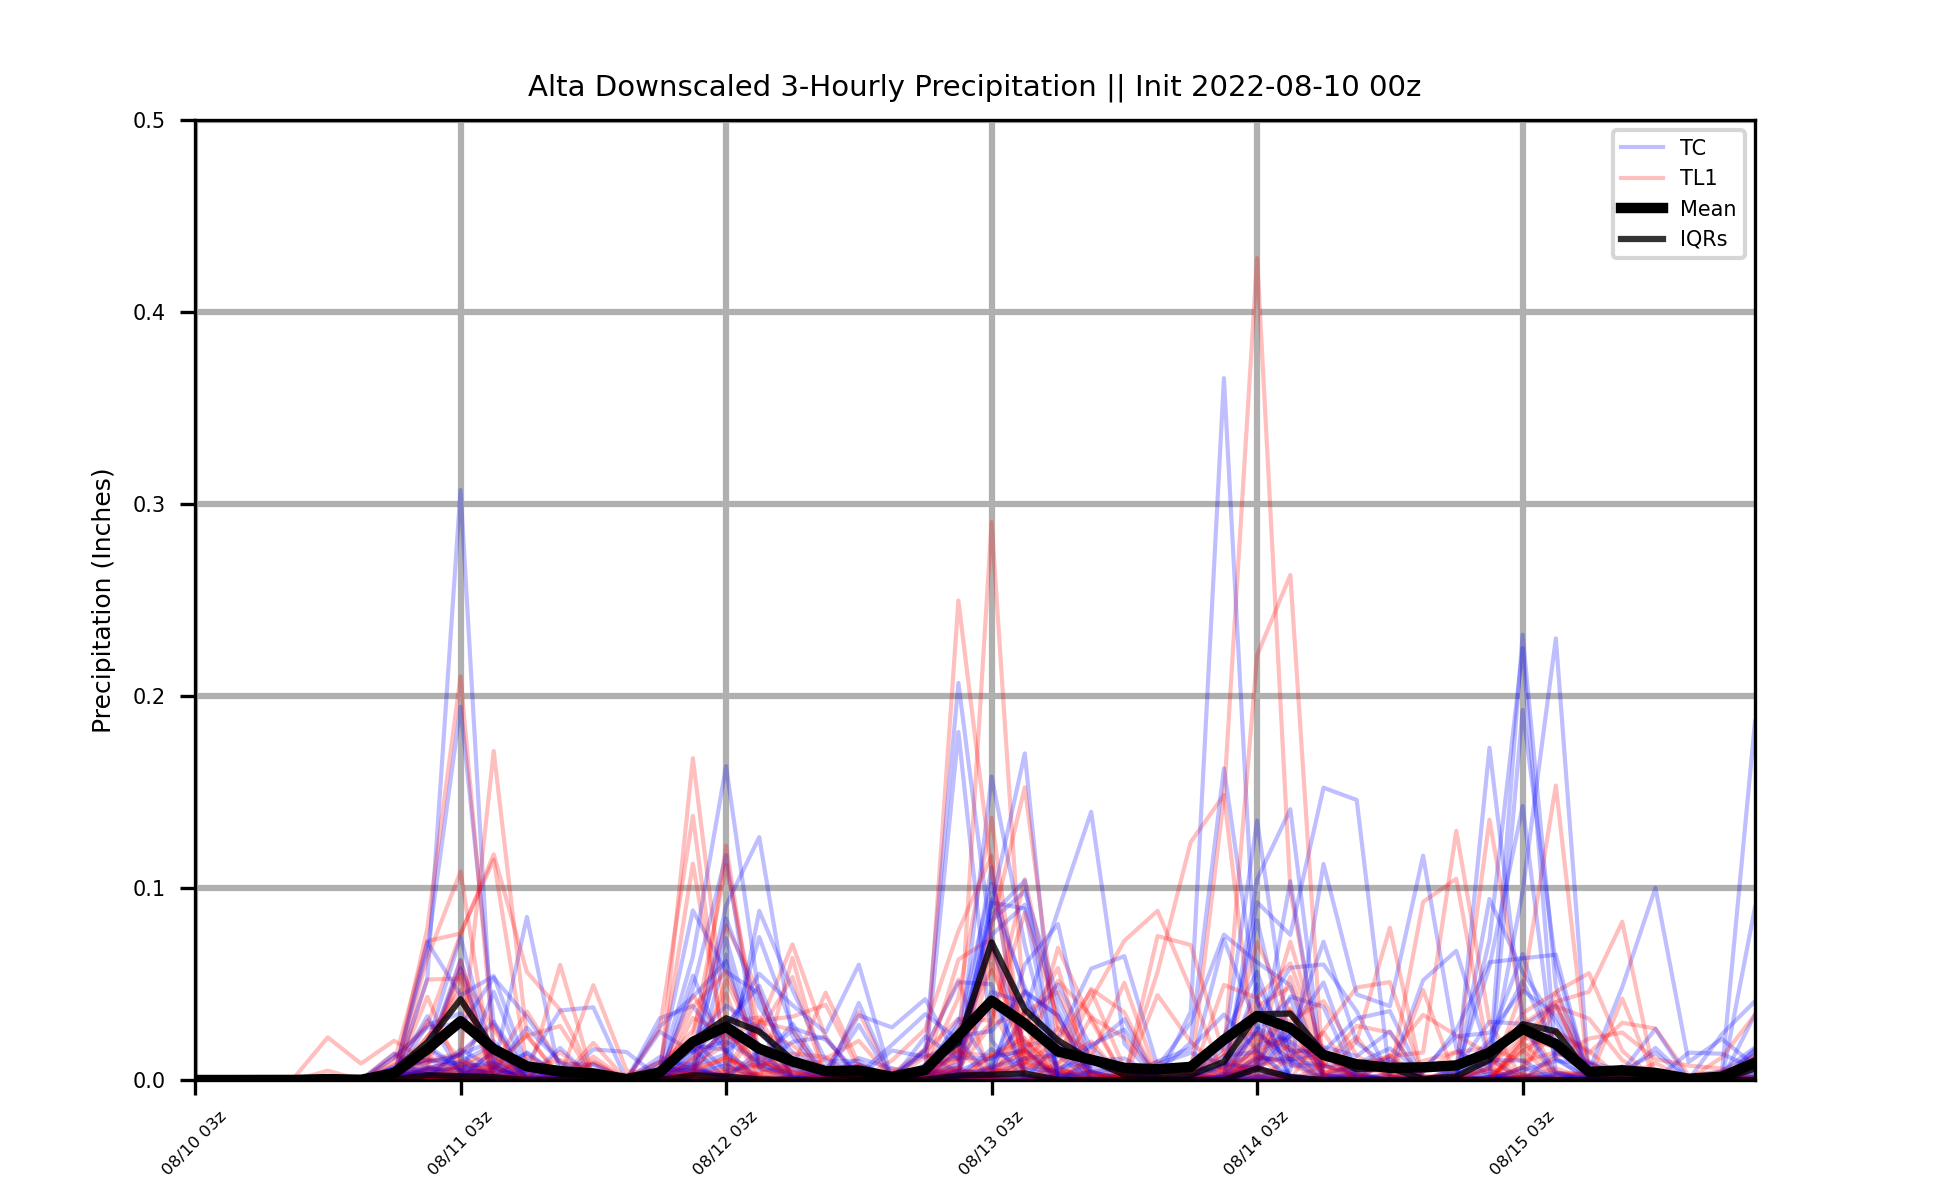 Alta Downscaled 3-Hourly Precipitation || Init 2022-08-10 00z
TC
TL1
Mean
IQRs
Precipitation (Inches)
0.5
0.4
0.3
0.2
0.1
0.0
08/10 03z
08/11 03z
08/12 03z
08/13 03z
08/14 03z
08/15 03z